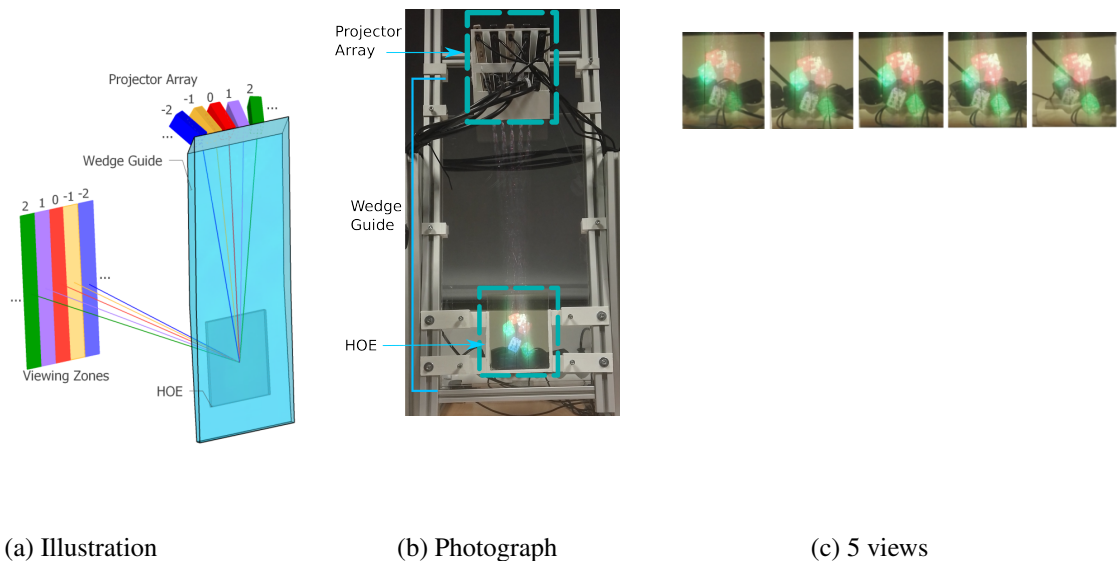 Projector Array
-2 -1 0 1 2
... ...
Wedge Guide
2 1 0 -1 -2
... ...
Viewing Zones
HOE
Projector
Array
Wedge
Guide
HOE
(a) Illustration
(b) Photograph
(c) 5 views